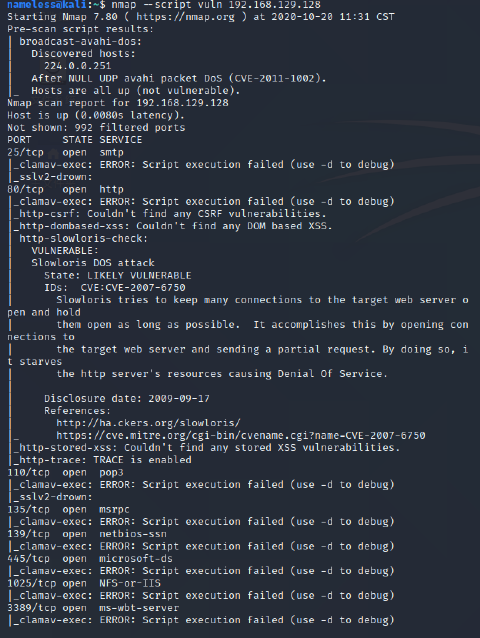 nameless@kali:~$ nmap --script vuln 192.168.129.128
Starting Nmap 7.80 ( https://nmap.org ) at 2020-10-20 11:31 CST
Pre-scan script results:
| broadcast-avahi-dos:
|   Discovered hosts:
|     224.0.0.251
|   After NULL UDP avahi packet DoS (CVE-2011-1002).
|_  Hosts are all up (not vulnerable).
Nmap scan report for 192.168.129.128
Host is up (0.0080s latency).
Not shown: 992 filtered ports
PORT     STATE SERVICE
25/tcp   open  smtp
|_clamav-exec: ERROR: Script execution failed (use -d to debug)
|_sslv2-drown:
80/tcp   open  http
|_clamav-exec: ERROR: Script execution failed (use -d to debug)
|_http-csrf: Couldn't find any CSRF vulnerabilities.
|_http-dombased-xss: Couldn't find any DOM based XSS.
| http-slowloris-check:
|   VULNERABLE:
|   Slowloris DOS attack
|     State: LIKELY VULNERABLE
|     IDs:  CVE:CVE-2007-6750
|       Slowloris tries to keep many connections to the target web server o
pen and hold
|       them open as long as possible.  It accomplishes this by opening con
nections to
|       the target web server and sending a partial request. By doing so, i
t starves
|       the http server's resources causing Denial Of Service.
|
|     Disclosure date: 2009-09-17
|     References:
|       http://ha.ckers.org/slowloris/
|_      https://cve.mitre.org/cgi-bin/cvename.cgi?name=CVE-2007-6750
|_http-stored-xss: Couldn't find any stored XSS vulnerabilities.
|_http-trace: TRACE is enabled
110/tcp  open  pop3
|_clamav-exec: ERROR: Script execution failed (use -d to debug)
|_sslv2-drown:
135/tcp  open  msrpc
|_clamav-exec: ERROR: Script execution failed (use -d to debug)
139/tcp  open  netbios-ssn
|_clamav-exec: ERROR: Script execution failed (use -d to debug)
445/tcp  open  microsoft-ds
|_clamav-exec: ERROR: Script execution failed (use -d to debug)
1025/tcp open  NFS-or-IIS
|_clamav-exec: ERROR: Script execution failed (use -d to debug)
3389/tcp open  ms-wbt-server
|_clamav-exec: ERROR: Script execution failed (use -d to debug)